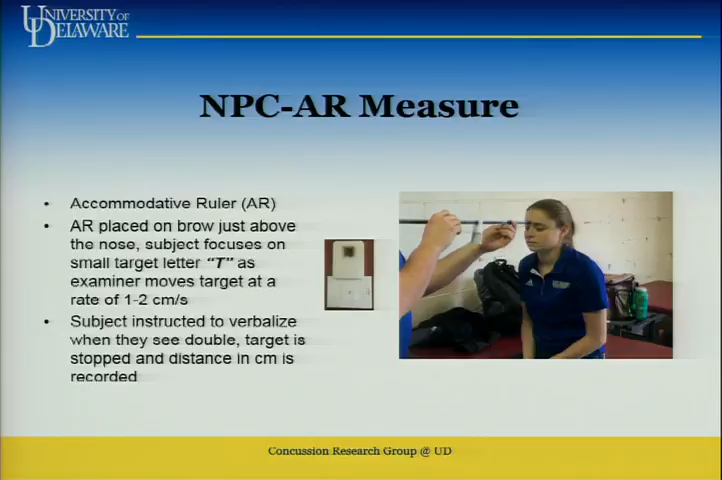 UNIVERSITY OF
DELAWARE
NPC-AR Measure
• Accommodative Ruler (AR)
• AR placed on brow just above
the nose, subject focuses on
small target letter “T” as
examiner moves target at a
rate of 1-2 cm/s
• Subject instructed to verbalize
when they see double, target is
stopped and distance in cm is
recorded
Concussion Research Group @ UD